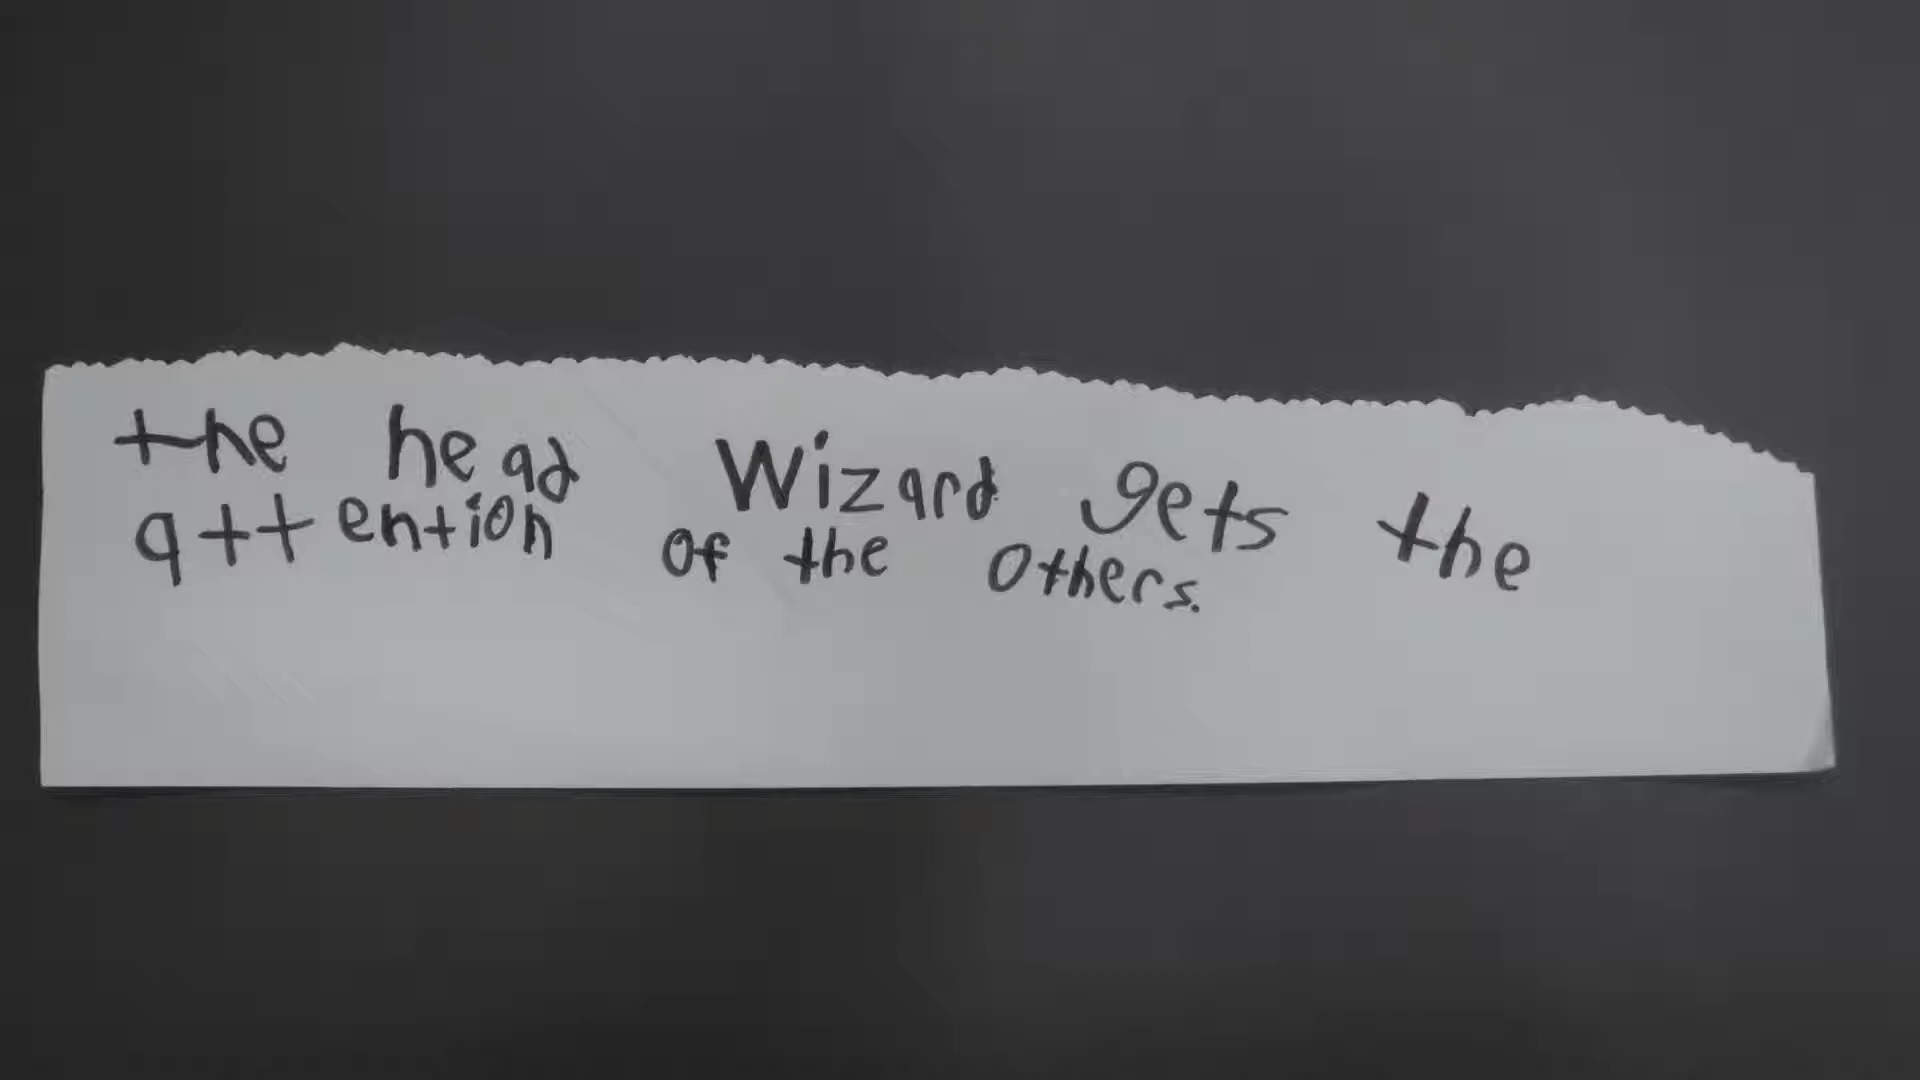 the head Wizard gets the
attention of the others.